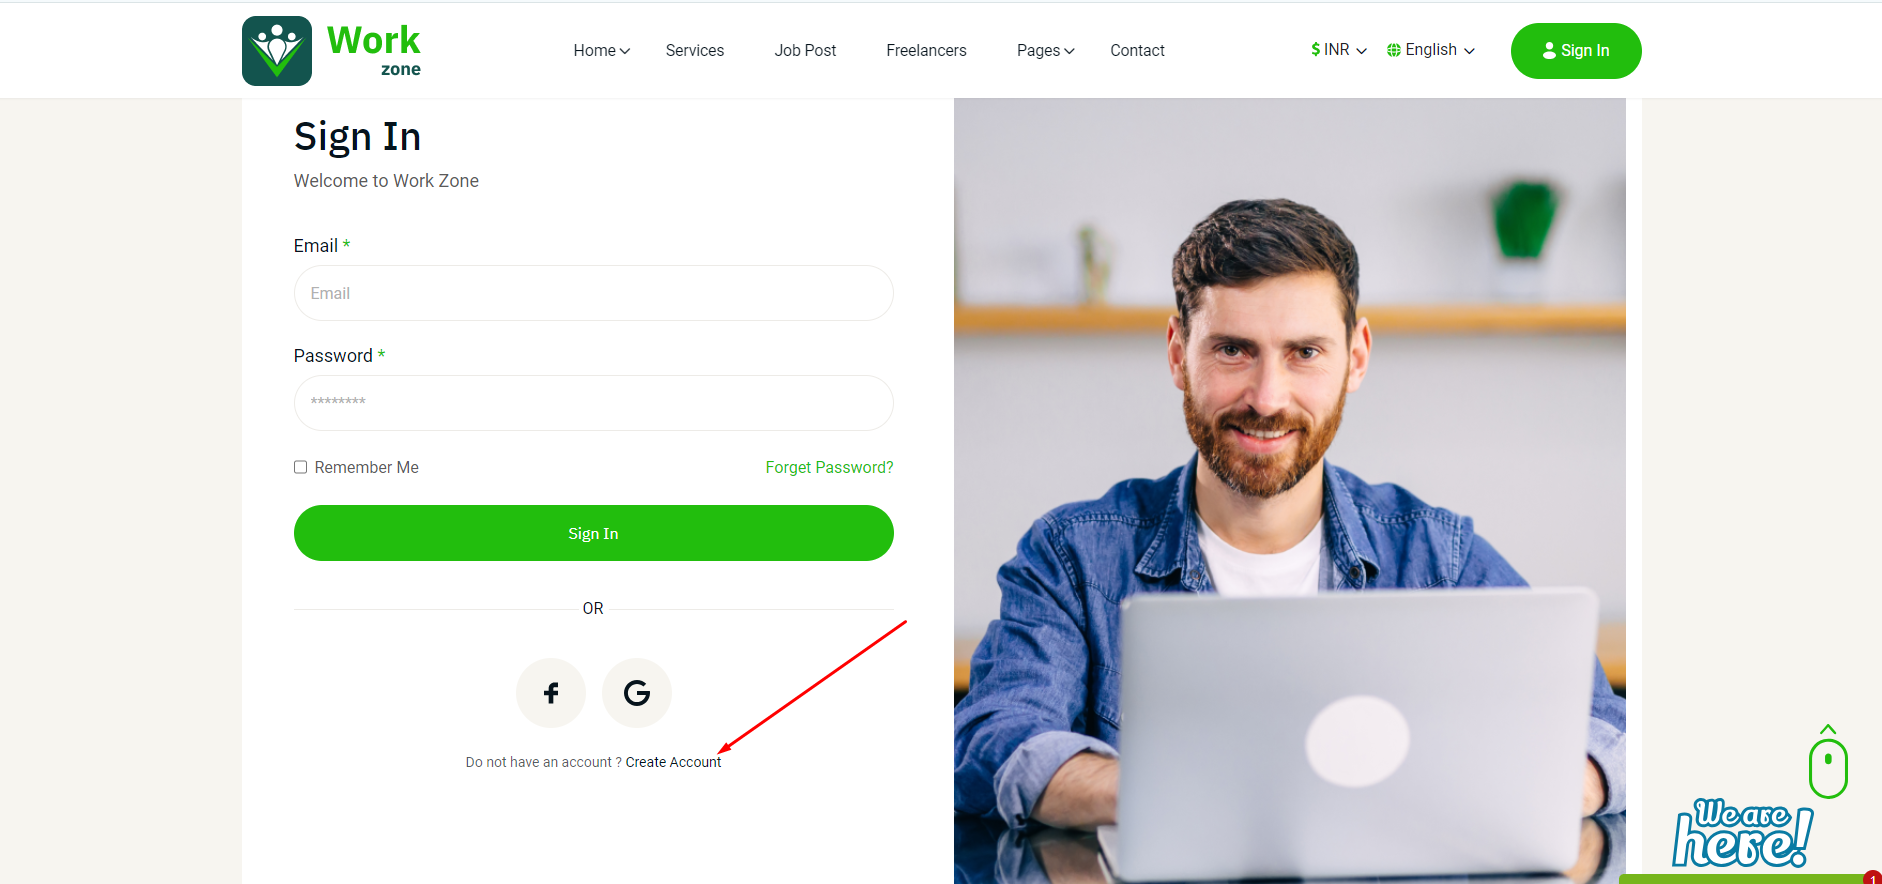 Work
zone
Home
Services
Job Post
Freelancers
Pages
Contact
$ INR
English
Sign In
Sign In
Welcome to Work Zone
Email *
Email
Password *
********
Remember Me
Forget Password?
Sign In
OR
f
G
Do not have an account ? Create Account
We are
here!
1